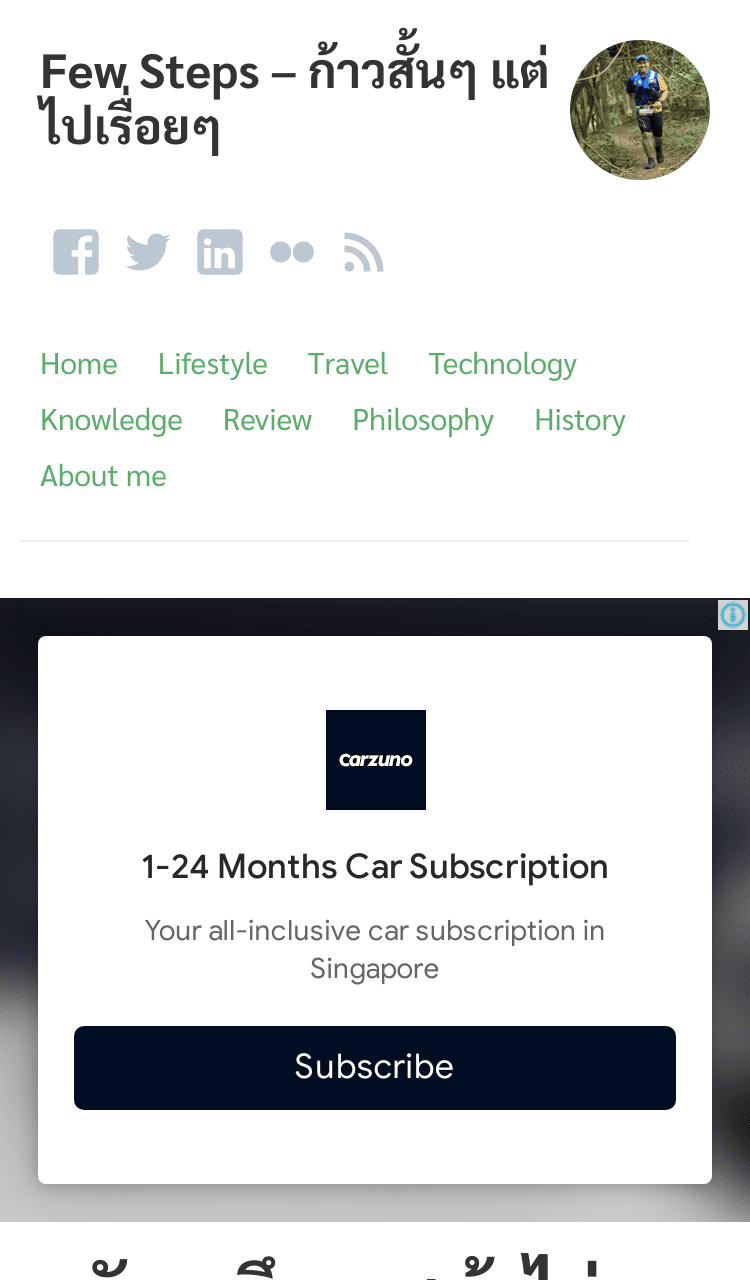 Few Steps – ก้าวสั้นๆ แต่
ไปเรื่อยๆ
Home Lifestyle Travel Technology
Knowledge Review Philosophy History
About me
Carzuno
1-24 Months Car Subscription
Your all-inclusive car subscription in
Singapore
Subscribe